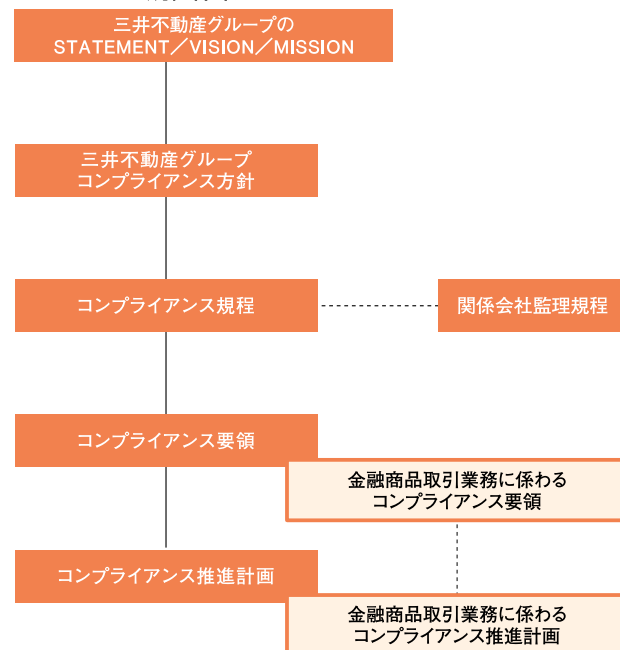 三井不動産グループの
STATEMENT／VISION／MISSION
三井不動産グループ
コンプライアンス方針
コンプライアンス規程
関係会社監理規程
コンプライアンス要領
金融商品取引業務に係わる
コンプライアンス要領
コンプライアンス推進計画
金融商品取引業務に係わる
コンプライアンス推進計画